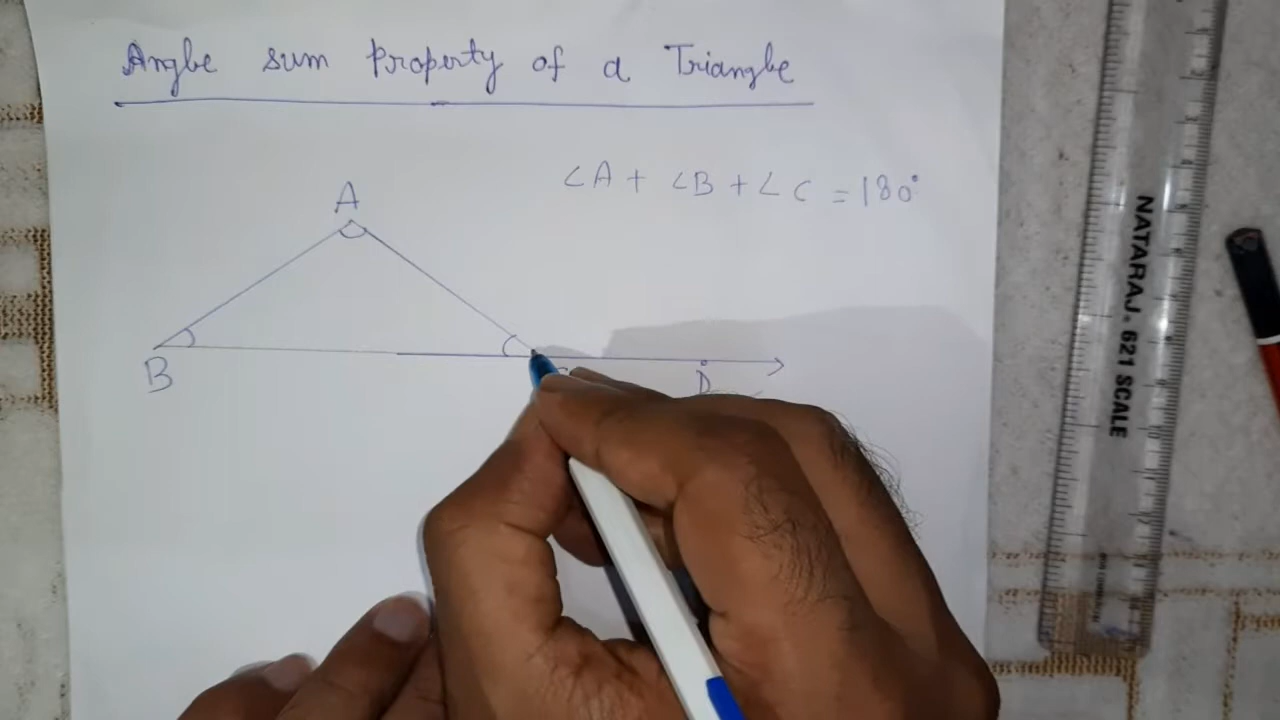 Angle sum Property of a Triangle
∠A + ∠B + ∠C = 180°
A
B
D
NATARAJ 621 SCALE